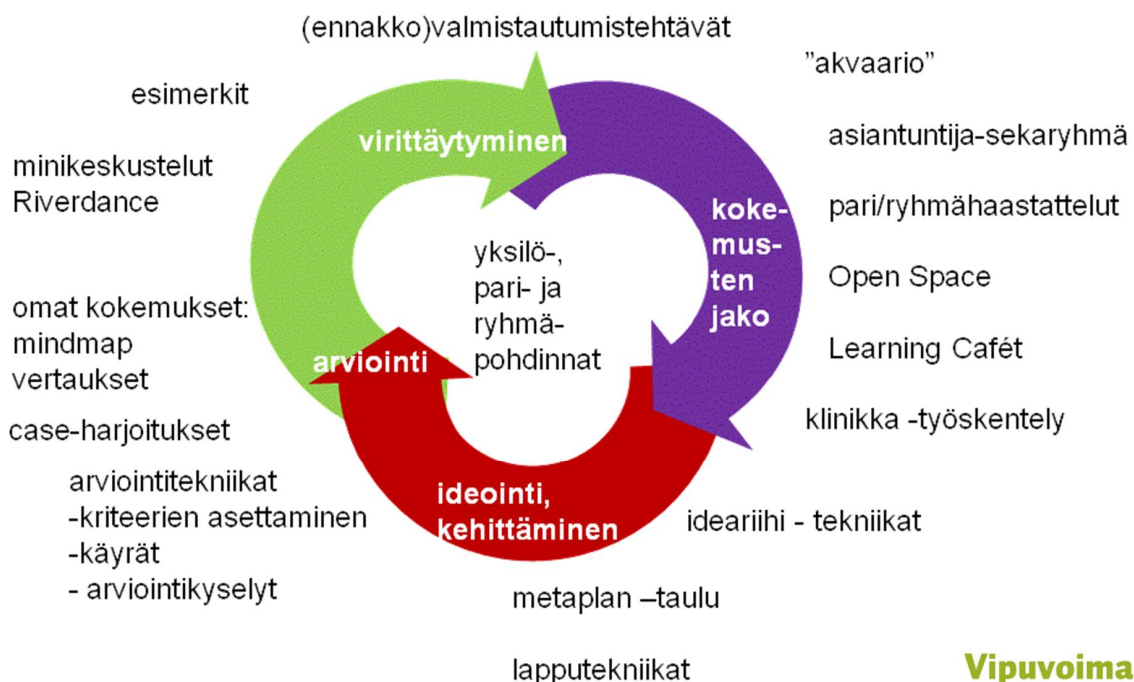 (ennakko)valmistautumistehtävät
esimerkit
minikeskustelut
Riverdance
omat kokemukset:
mindmap
vertaukset
case-harjoitukset
arviointitekniikat
-kriteerien asettaminen
-käyrät
- arviointikyselyt
virittäytyminen
koke-
mus-
ten
jako
yksilö-,
pari- ja
ryhmä-
pohdinnat
arviointi
ideointi,
kehittäminen
"akvaario”
asiantuntija-sekaryhmä
pari/ryhmähaastattelut
Open Space
Learning Cafét
klinikka -työskentely
ideariihi - tekniikat
metaplan –taulu
lapputekniikat
Vipuvoima